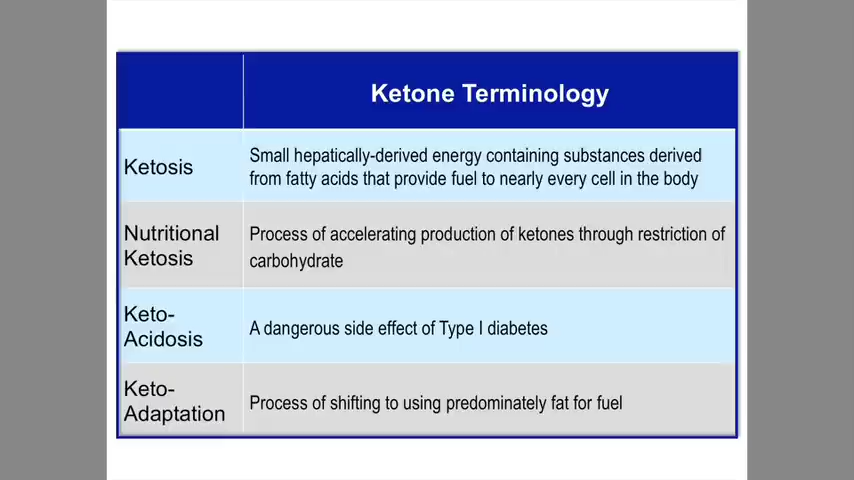 Ketone Terminology
Ketosis
Small hepatically-derived energy containing substances derived
from fatty acids that provide fuel to nearly every cell in the body
Nutritional
Ketosis
Process of accelerating production of ketones through restriction of
carbohydrate
Keto-
Acidosis
A dangerous side effect of Type I diabetes
Keto-
Adaptation
Process of shifting to using predominately fat for fuel